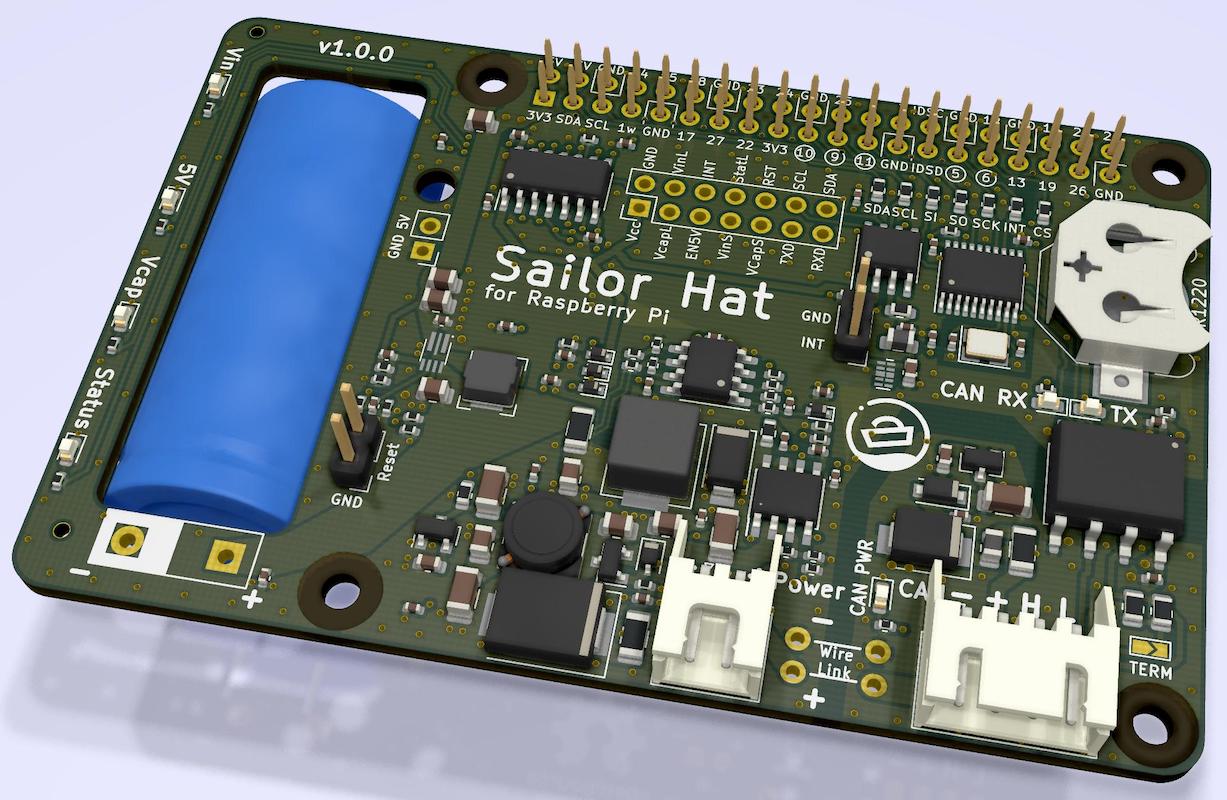 v1.0.0
Vin
5V
Vcap
Status
3V3 SDA SCL 1w GND 17 27 22 3V3 10 9 11 GND IDSD 5 6 13 19 26 GND
GND VinL INT StatL RST SCL SDA
Vcc VcapL EN5V VinS VCapS TXD RXD
GND 5V
SDA SCL SI SO SCK INT CS
Sailor Hat
for Raspberry Pi
GND
INT
CAN RX
TX
Reset
GND
- +
Power
CAN PWR
- + H
Wire
Link
- +
TERM